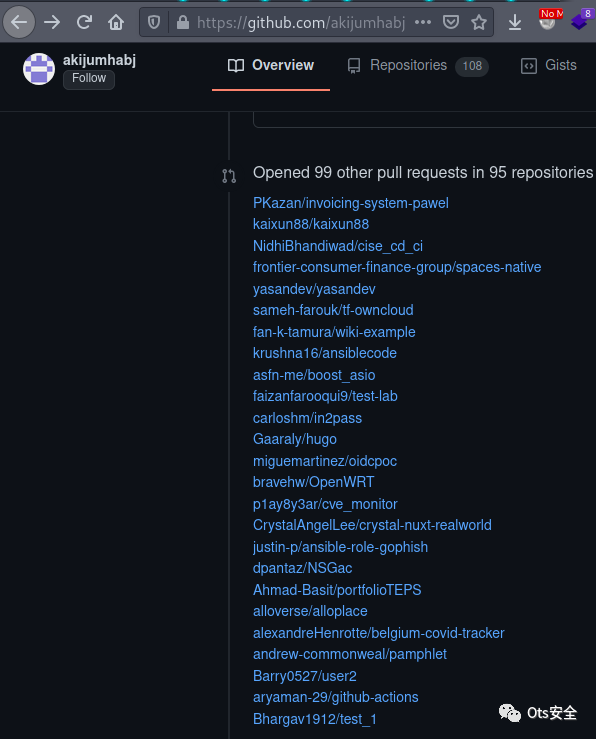 https://github.com/akijumhabj
No M
8
akijumhabj
Follow
Overview
Repositories 108
Gists
Opened 99 other pull requests in 95 repositories
PKazan/invoicing-system-pawel
kaixun88/kaixun88
NidhiBhandiwad/cise_cd_ci
frontier-consumer-finance-group/spaces-native
yasandev/yasandev
sameh-farouk/tf-owncloud
fan-k-tamura/wiki-example
krushna16/ansiblecode
asfn-me/boost_asio
faizanfarooqui9/test-lab
carloshm/in2pass
Gaaraly/hugo
miguemartinez/oidcpoc
bravehw/OpenWRT
p1ay8y3ar/cve_monitor
CrystalAngelLee/crystal-nuxt-realworld
justin-p/ansible-role-gophish
dpantaz/NSGac
Ahmad-Basit/portfolioTEPS
alloverse/alloplace
alexandreHenrotte/belgium-covid-tracker
andrew-commonweal/pamphlet
Barry0527/user2
aryaman-29/github-actions
Bhargav1912/test_1
Ots安全